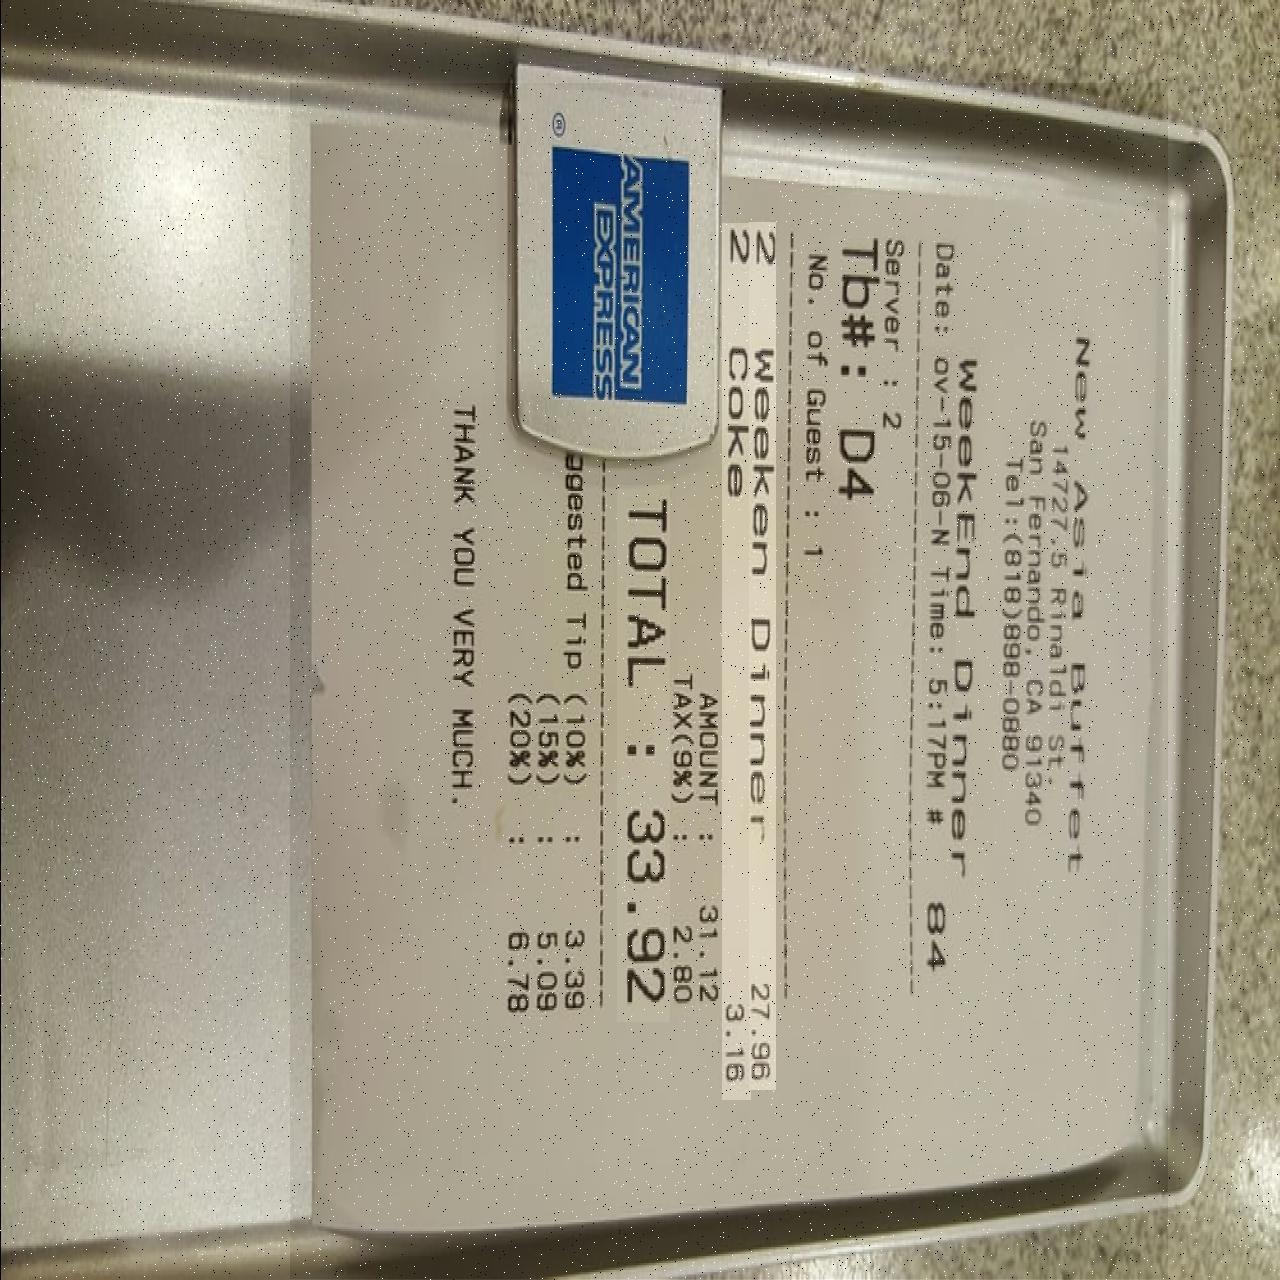 New Asia Buffet
14727.5 Rinaldi St.
San Fernando, CA 91340
Tel:(818)898-0880
WeekEnd Dinner
Date: ov-15-06-N Time: 5:17PM # 84
Server : 2
Tb#: D4
No. of Guest : 1
2 Weeken Dinner 27.96
2 Coke 3.16
AMOUNT : 31.12
TAX(9%) : 2.80
TOTAL : 33.92
ggested Tip (10%) : 3.39
(15%) : 5.09
(20%) : 6.78
THANK YOU VERY MUCH.
AMERICAN
EXPRESS
®